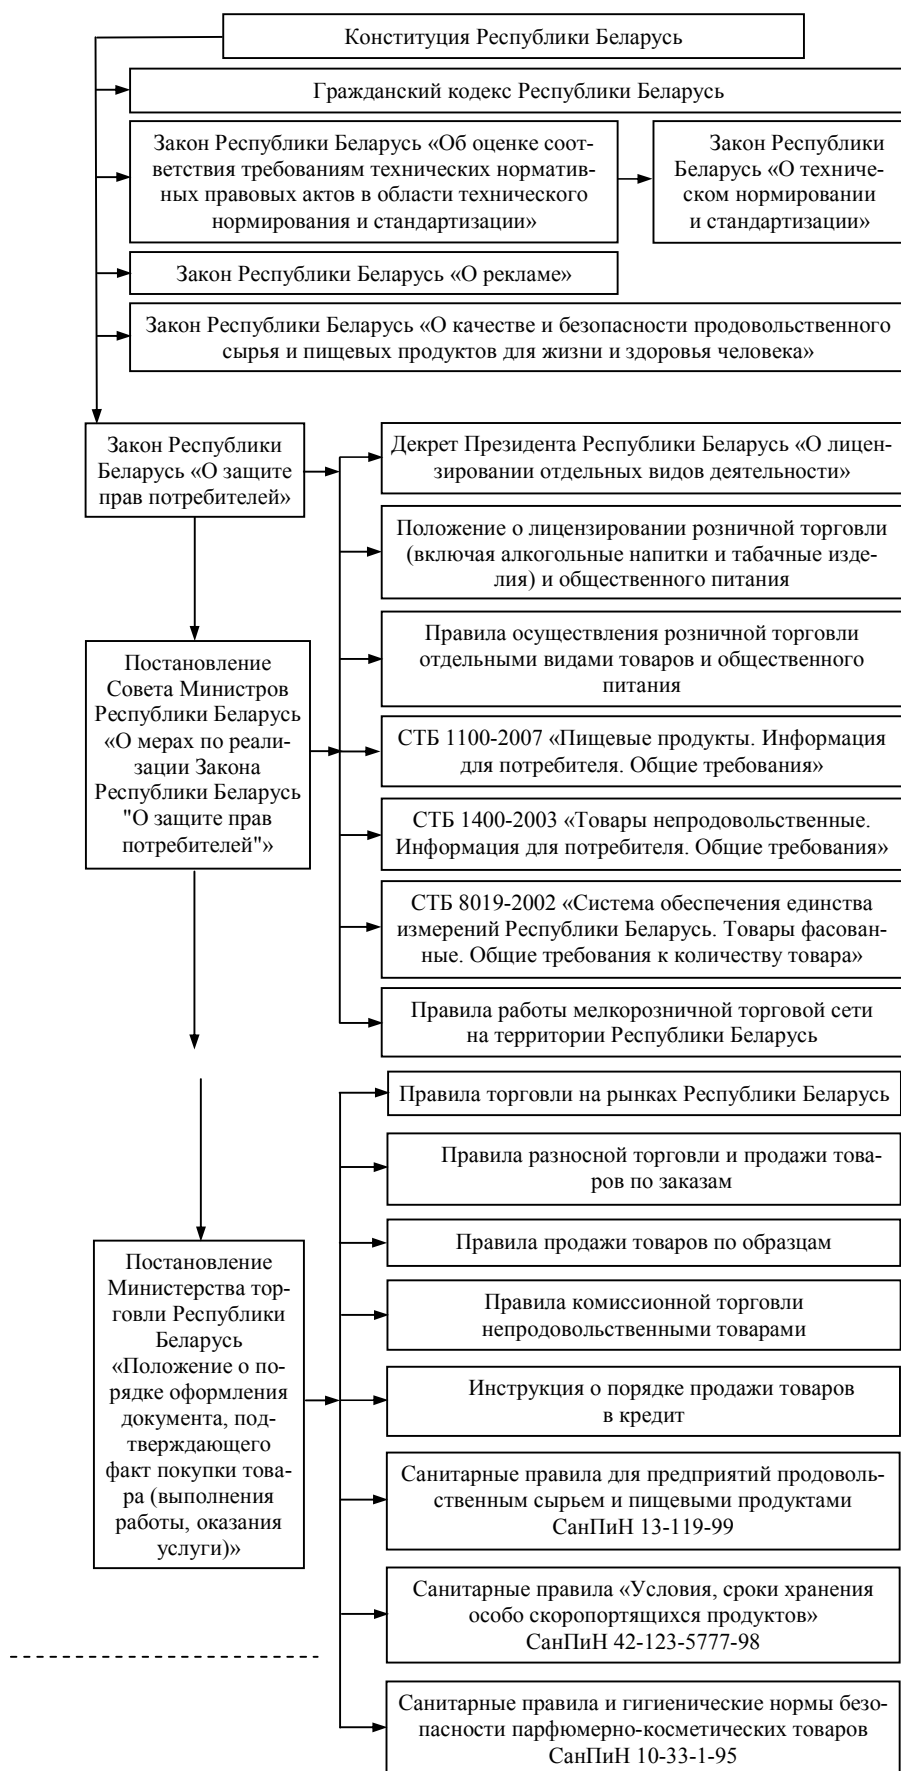 Конституция Республики Беларусь
Гражданский кодекс Республики Беларусь
Закон Республики Беларусь «Об оценке соот-
ветствия требованиям технических норматив-
ных правовых актов в области технического
нормирования и стандартизации»
Закон Республики
Беларусь «О техниче-
ском нормировании
и стандартизации»
Закон Республики Беларусь «О рекламе»
Закон Республики Беларусь «О качестве и безопасности продовольственного
сырья и пищевых продуктов для жизни и здоровья человека»
Закон Республики
Беларусь «О защите
прав потребителей»
Декрет Президента Республики Беларусь «О лицен-
зировании отдельных видов деятельности»
Положение о лицензировании розничной торговли
(включая алкогольные напитки и табачные изде-
лия) и общественного питания
Правила осуществления розничной торговли
отдельными видами товаров и общественного
питания
Постановление
Совета Министров
Республики Беларусь
«О мерах по реали-
зации Закона
Республики Беларусь
"О защите прав
потребителей"»
СТБ 1100-2007 «Пищевые продукты. Информация
для потребителя. Общие требования»
СТБ 1400-2003 «Товары непродовольственные.
Информация для потребителя. Общие требования»
СТБ 8019-2002 «Система обеспечения единства
измерений Республики Беларусь. Товары фасован-
ные. Общие требования к количеству товара»
Правила работы мелкорозничной торговой сети
на территории Республики Беларусь
Правила торговли на рынках Республики Беларусь
Правила разносной торговли и продажи това-
ров по заказам
Правила продажи товаров по образцам
Постановление
Министерства тор-
говли Республики
Беларусь
«Положение о по-
рядке оформления
документа, под-
тверждающего
факт покупки това-
ра (выполнения
работы, оказания
услуги)»
Правила комиссионной торговли
непродовольственными товарами
Инструкция о порядке продажи товаров
в кредит
Санитарные правила для предприятий продоволь-
ственным сырьем и пищевыми продуктами
СанПиН 13-119-99
Санитарные правила «Условия, сроки хранения
особо скоропортящихся продуктов»
СанПиН 42-123-5777-98
Санитарные правила и гигиенические нормы безо-
пасности парфюмерно-косметических товаров
СанПиН 10-33-1-95